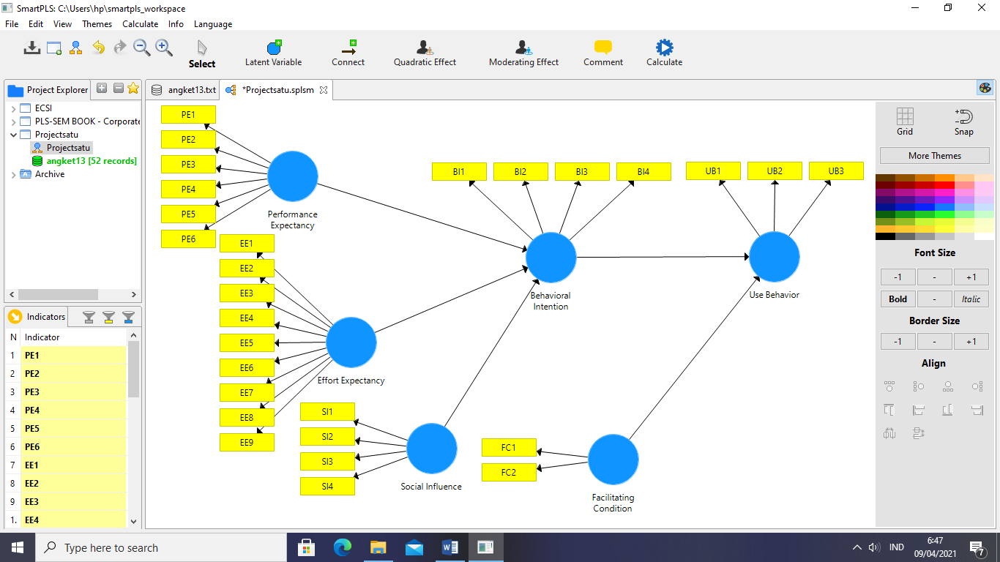 SmartPLS: C:\Users\hp\smartpls_workspace
File Edit View Themes Calculate Info Language
Select
Latent Variable
Connect
Quadratic Effect
Moderating Effect
Comment
Calculate
Project Explorer
ECSI
PLS-SEM BOOK - Corporate
Projectsatu
Projectsatu
angket13 [52 records]
Archive
Indicators
N Indicator
1 PE1
2 PE2
3 PE3
4 PE4
5 PE5
6 PE6
7 EE1
8 EE2
9 EE3
1. EE4
angket13.txt
*Projectsatu.splsm
PE1
PE2
PE3
PE4
PE5
PE6
Performance
Expectancy
EE1
EE2
EE3
EE4
EE5
EE6
EE7
EE8
EE9
Effort Expectancy
SI1
SI2
SI3
SI4
Social Influence
BI1 BI2 BI3 BI4
Behavioral
Intention
UB1 UB2 UB3
Use Behavior
FC1
FC2
Facilitating
Condition
Grid Snap
More Themes
Font Size
-1 - +1
Bold - Italic
Border Size
-1 - +1
Align
Type here to search
IND
6:47
09/04/2021
7